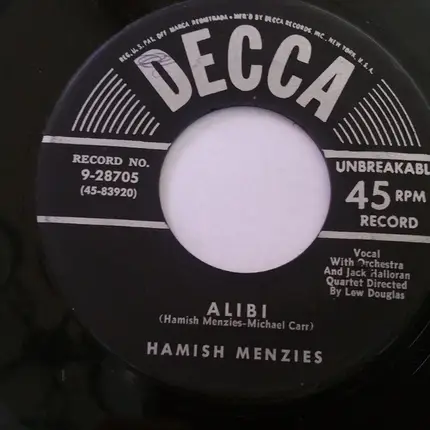 REG. U.S. PAT. OFF. MARCA REGISTRADA • MF'D BY DECCA RECORDS, INC., NEW YORK, U.S.A.
DECCA
RECORD NO.
9-28705
(45-83920)
UNBREAKABL
45 RPM
RECORD
Vocal
With Orchestra
And Jack Halloran
Quartet Directed
By Lew Douglas
ALIBI
(Hamish Menzies-Michael Carr)
HAMISH MENZIES